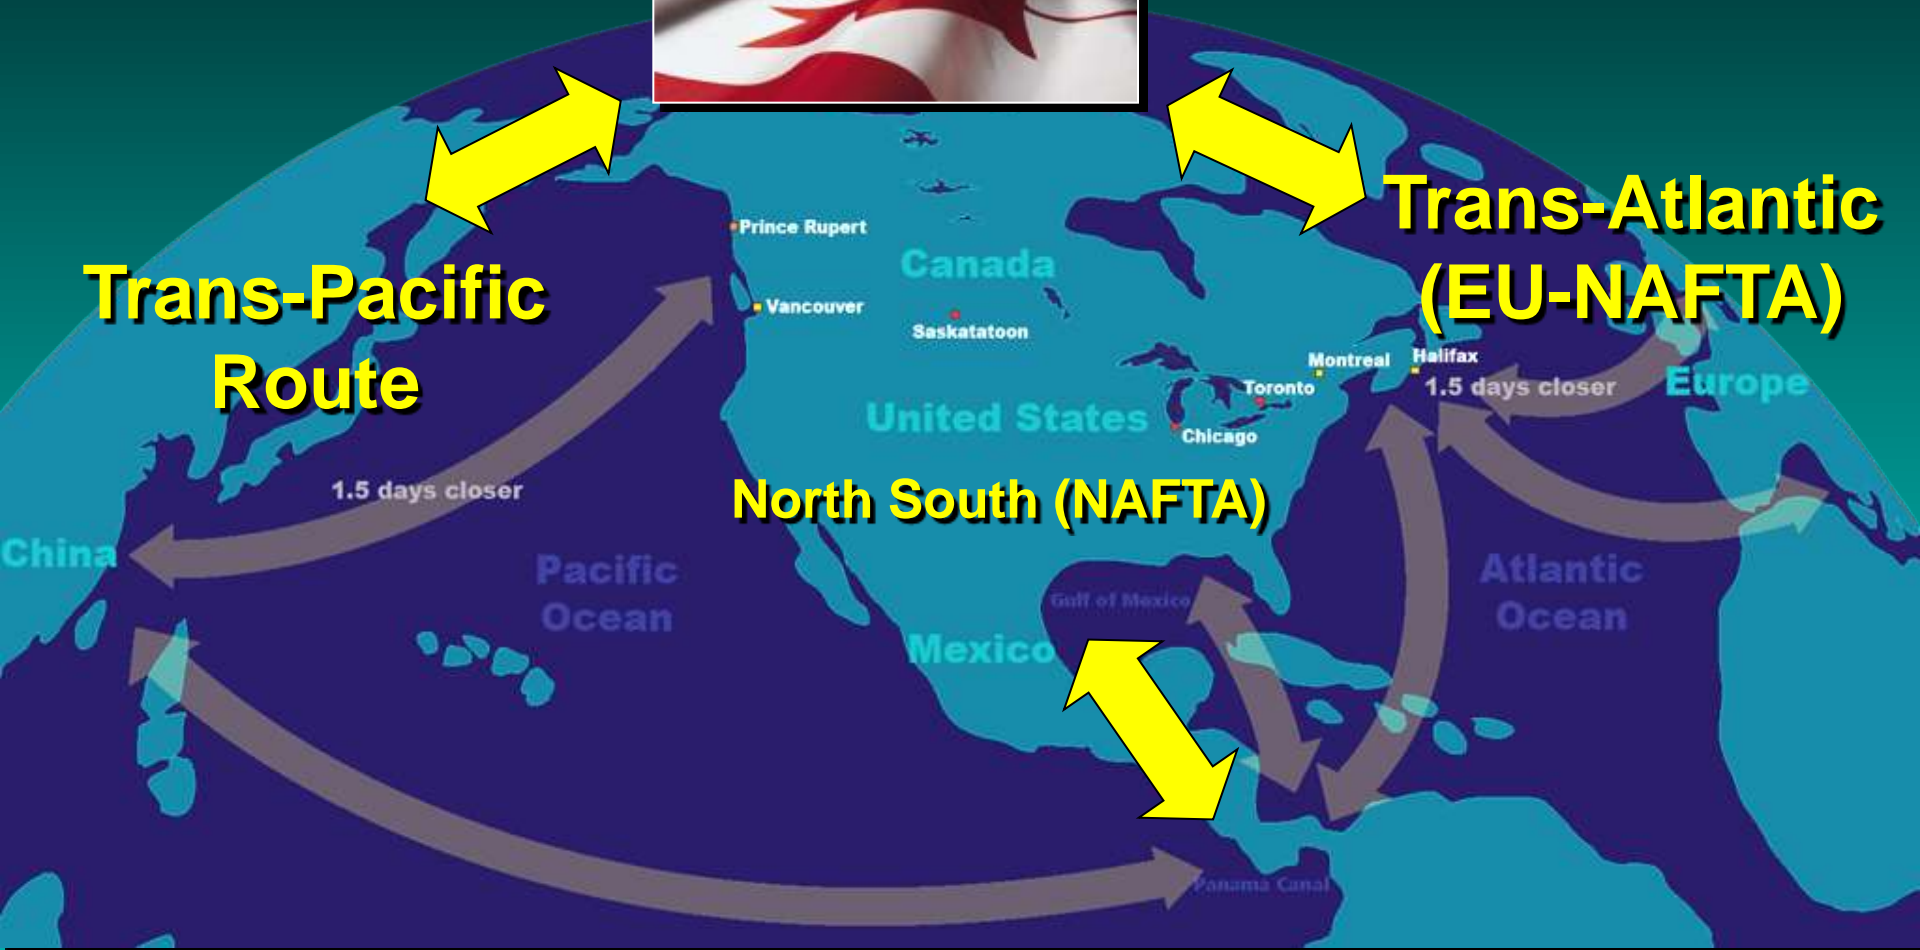 Trans-Pacific
Route
Trans-Atlantic
(EU-NAFTA)
Prince Rupert
Canada
Vancouver
Saskatatoon
Montreal
Halifax
Toronto
1.5 days closer
Europe
United States
Chicago
1.5 days closer
North South (NAFTA)
China
Pacific
Ocean
Gulf of Mexico
Atlantic
Ocean
Mexico
Panama Canal